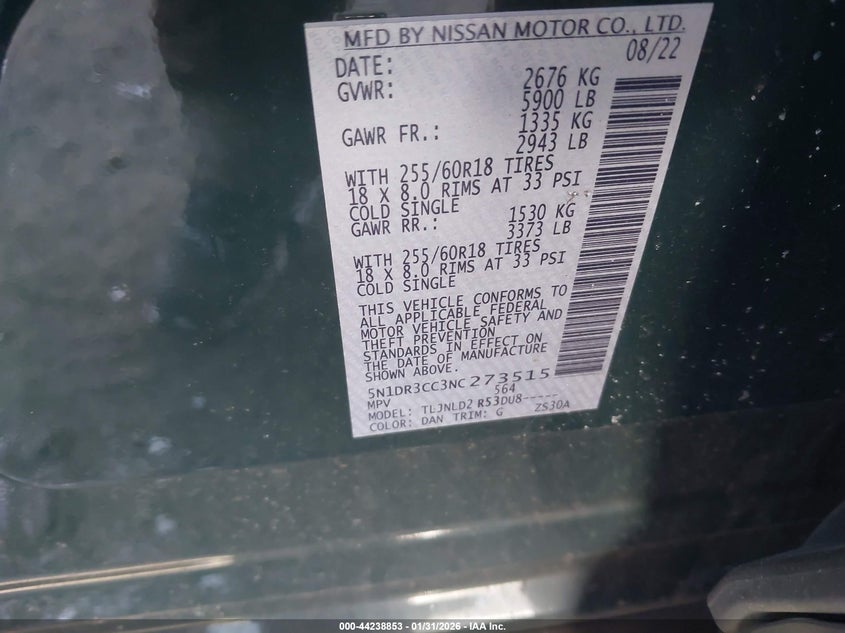 MFD BY NISSAN MOTOR CO., LTD.
DATE: 08/22
GVWR: 2676 KG
5900 LB
GAWR FR.: 1335 KG
2943 LB
WITH 255/60R18 TIRES
18 X 8.0 RIMS AT 33 PSI
COLD SINGLE
GAWR RR.: 1530 KG
3373 LB
WITH 255/60R18 TIRES
18 X 8.0 RIMS AT 33 PSI
COLD SINGLE
THIS VEHICLE CONFORMS TO
ALL APPLICABLE FEDERAL
MOTOR VEHICLE SAFETY AND
THEFT PREVENTION
STANDARDS IN EFFECT ON
THE DATE OF MANUFACTURE
SHOWN ABOVE.
5N1DR3CC3NC273515
MPV 564
MODEL: TLJNLD2 R53DU8-----
COLOR: DAN TRIM: G ZS30A
000-44238853 - 01/31/2026 - IAA Inc.